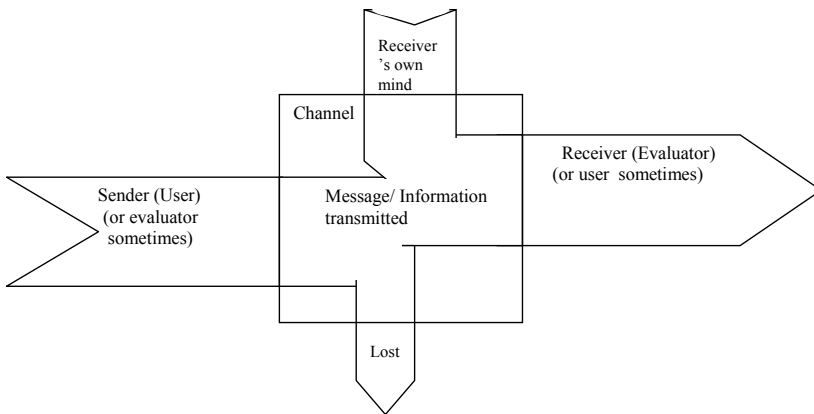 Receiver
’s own
mind
Channel
Sender (User)
(or evaluator
sometimes)
Message/ Information
transmitted
Receiver (Evaluator)
(or user sometimes)
Lost